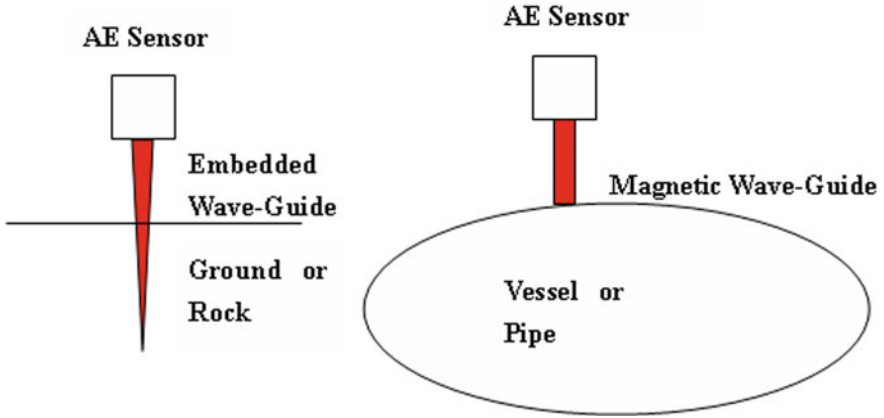 AE Sensor
Embedded
Wave-Guide
Ground or
Rock
AE Sensor
Magnetic Wave-Guide
Vessel or
Pipe